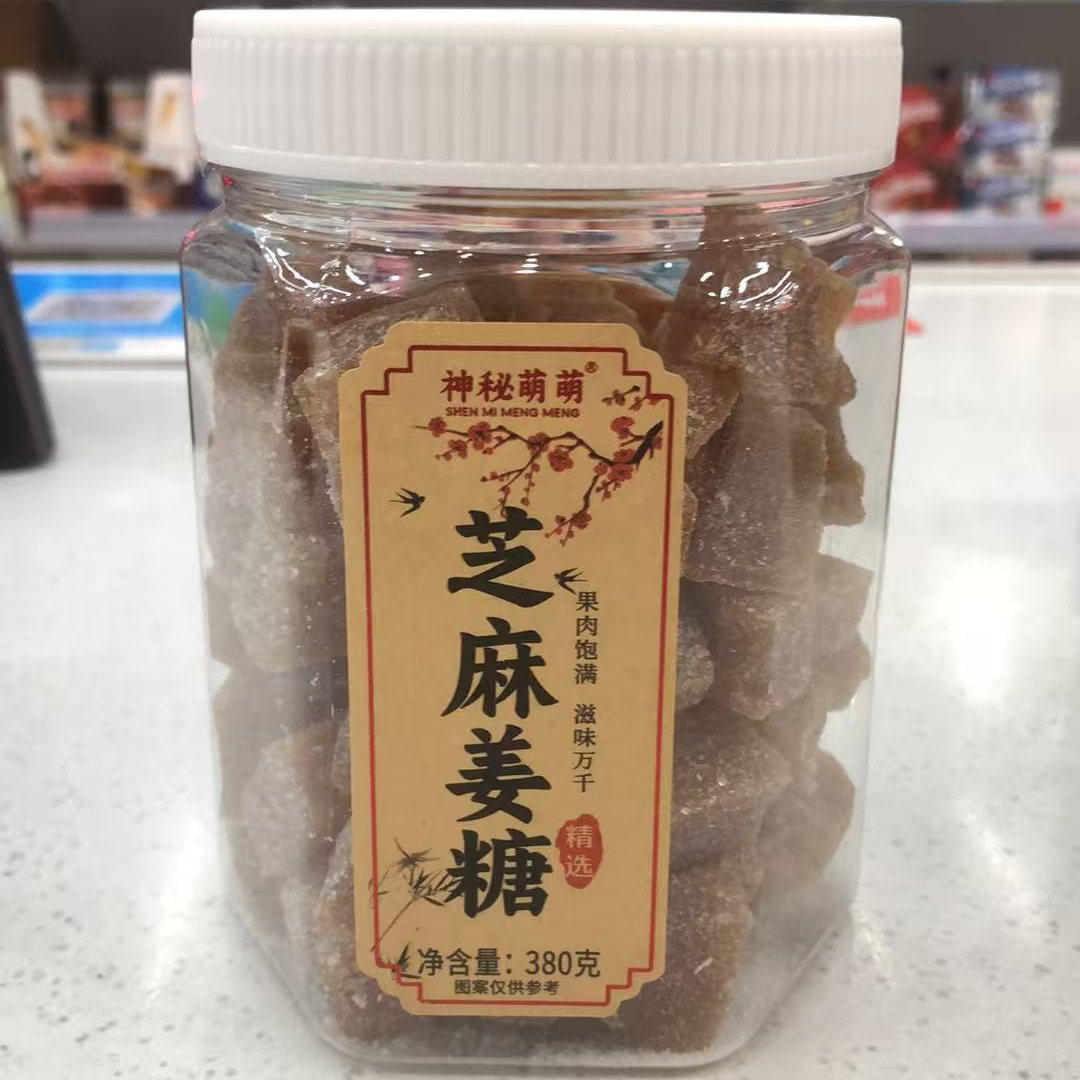 神秘萌萌®
SHEN MI MENG MENG
芝麻姜糖
果肉饱满 滋味万千
精选
净含量：380克
图案仅供参考